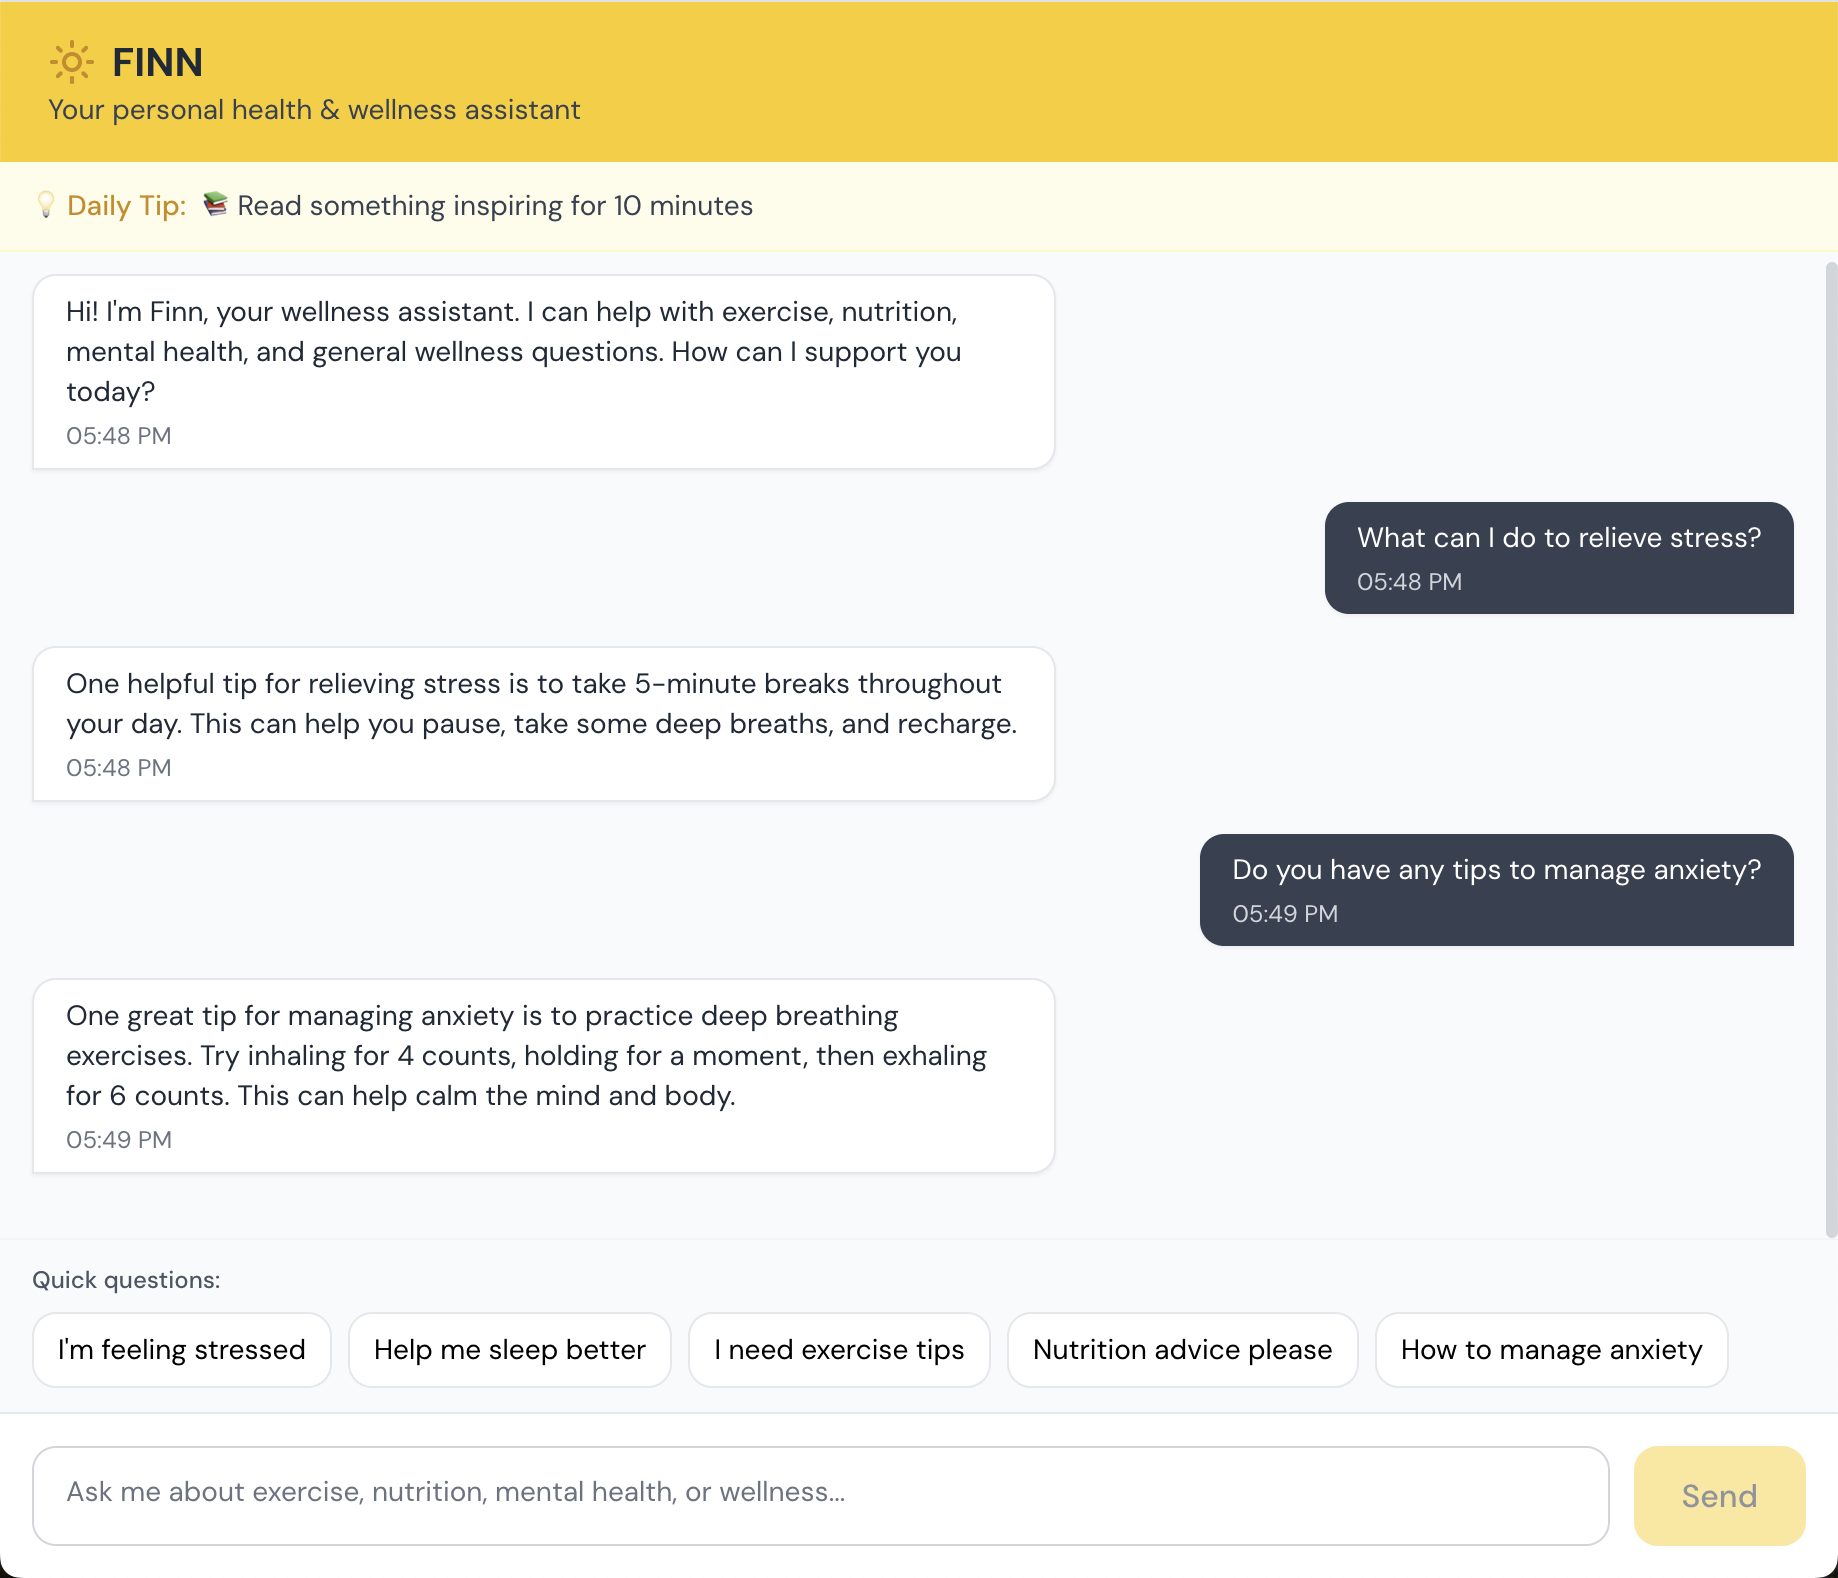 FINN
Your personal health & wellness assistant
Daily Tip: Read something inspiring for 10 minutes
Hi! I'm Finn, your wellness assistant. I can help with exercise, nutrition,
mental health, and general wellness questions. How can I support you
today?
05:48 PM
What can I do to relieve stress?
05:48 PM
One helpful tip for relieving stress is to take 5-minute breaks throughout
your day. This can help you pause, take some deep breaths, and recharge.
05:48 PM
Do you have any tips to manage anxiety?
05:49 PM
One great tip for managing anxiety is to practice deep breathing
exercises. Try inhaling for 4 counts, holding for a moment, then exhaling
for 6 counts. This can help calm the mind and body.
05:49 PM
Quick questions:
I'm feeling stressed
Help me sleep better
I need exercise tips
Nutrition advice please
How to manage anxiety
Ask me about exercise, nutrition, mental health, or wellness...
Send